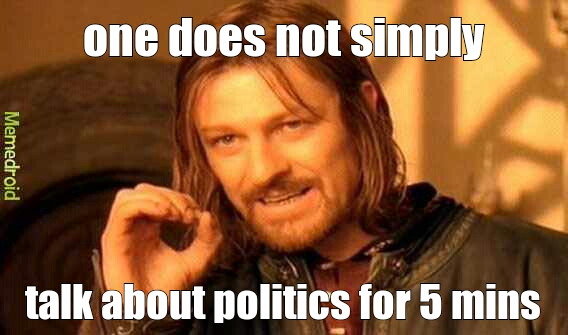 one does not simply
Memedroid
talk about politics for 5 mins